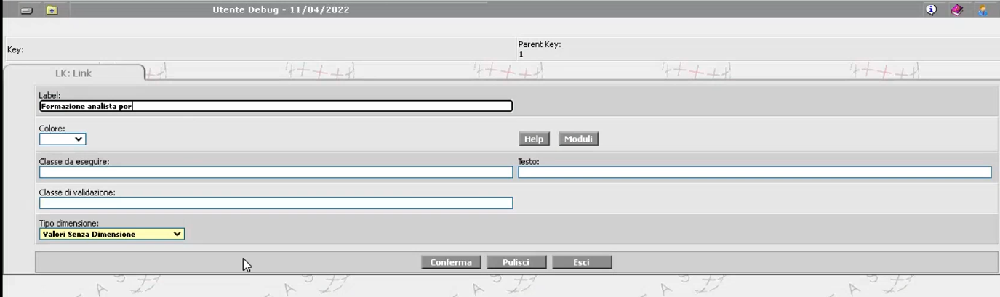 Utente Debug - 11/04/2022
Key:
Parent Key:
1
LK: Link
Label:
Formazione analista por
Colore:
Help Moduli
Classe da eseguire: Testo:
Classe di validazione:
Tipo dimensione:
Valori Senza Dimensione
Conferma Pulisci Esci